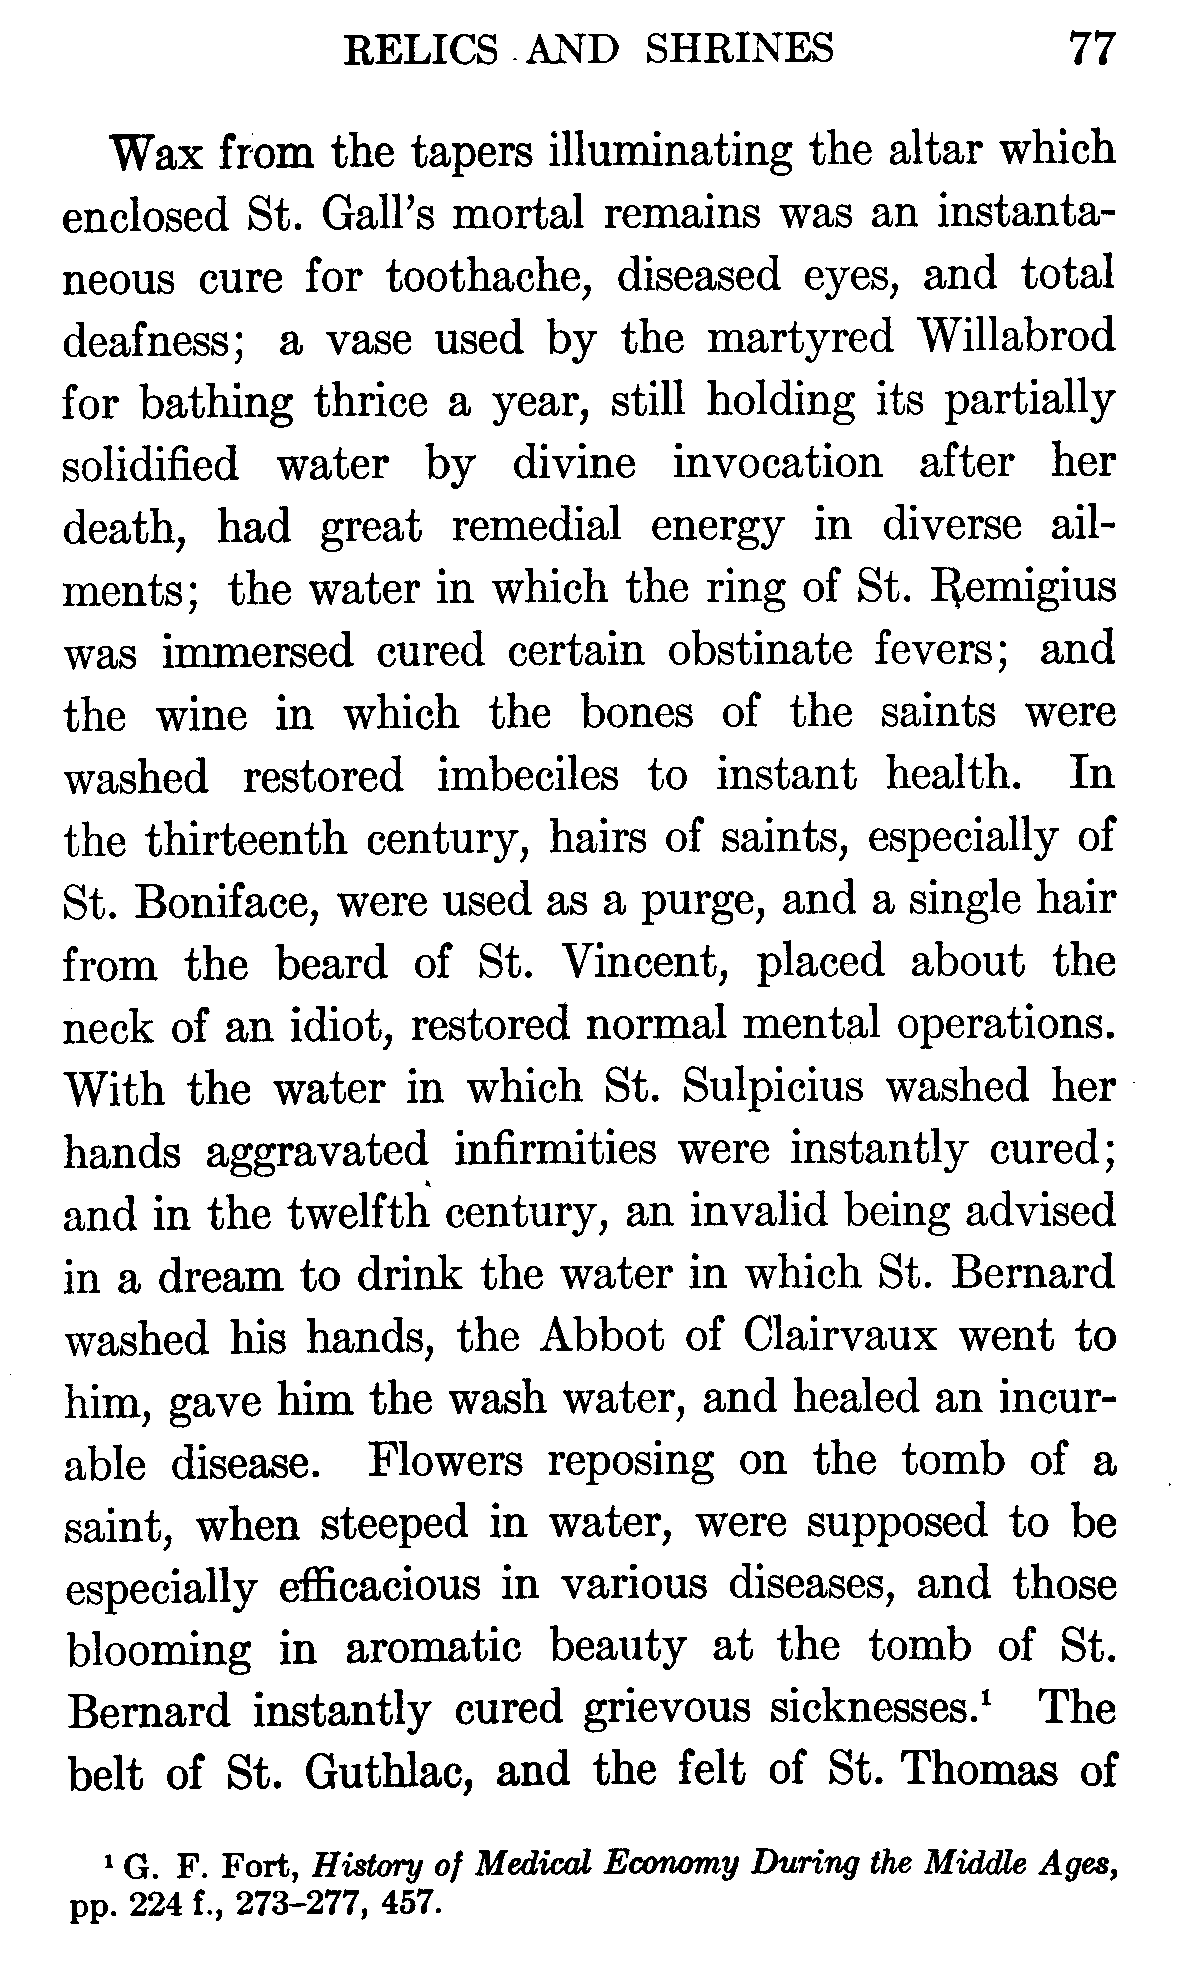 RELICS AND SHRINES 77
Wax from the tapers illuminating the altar which
enclosed St. Gall's mortal remains was an instanta-
neous cure for toothache, diseased eyes, and total
deafness; a vase used by the martyred Willabrod
for bathing thrice a year, still holding its partially
solidified water by divine invocation after her
death, had great remedial energy in diverse ail-
ments; the water in which the ring of St. Remigius
was immersed cured certain obstinate fevers; and
the wine in which the bones of the saints were
washed restored imbeciles to instant health. In
the thirteenth century, hairs of saints, especially of
St. Boniface, were used as a purge, and a single hair
from the beard of St. Vincent, placed about the
neck of an idiot, restored normal mental operations.
With the water in which St. Sulpicius washed her
hands aggravated infirmities were instantly cured;
and in the twelfth century, an invalid being advised
in a dream to drink the water in which St. Bernard
washed his hands, the Abbot of Clairvaux went to
him, gave him the wash water, and healed an incur-
able disease. Flowers reposing on the tomb of a
saint, when steeped in water, were supposed to be
especially efficacious in various diseases, and those
blooming in aromatic beauty at the tomb of St.
Bernard instantly cured grievous sicknesses.¹ The
belt of St. Guthlac, and the felt of St. Thomas of
¹ G. F. Fort, History of Medical Economy During the Middle Ages,
pp. 224 f., 273–277, 457.